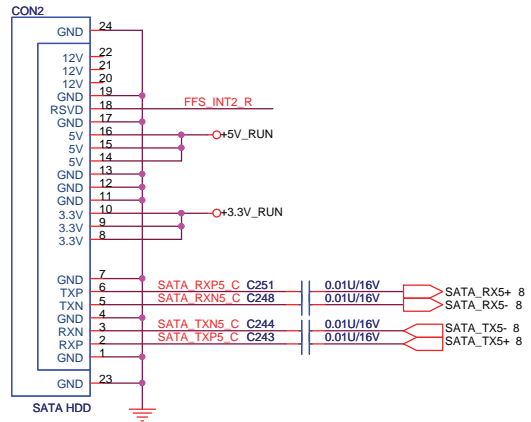 CON2
GND 24
12V 22
12V 21
12V 20
GND 19
RSVD 18 FFS_INT2_R
GND 17
5V 16 +5V_RUN
5V 15
5V 14
GND 13
GND 12
GND 11
3.3V 10 +3.3V_RUN
3.3V 9
3.3V 8
GND 7
TXP 6 SATA_RXP5_C C251 0.01U/16V SATA_RX5+ 8
TXN 5 SATA_RXN5_C C248 0.01U/16V SATA_RX5- 8
GND 4
RXN 3 SATA_TXN5_C C244 0.01U/16V SATA_TX5- 8
RXP 2 SATA_TXP5_C C243 0.01U/16V SATA_TX5+ 8
GND 1
GND 23
SATA HDD